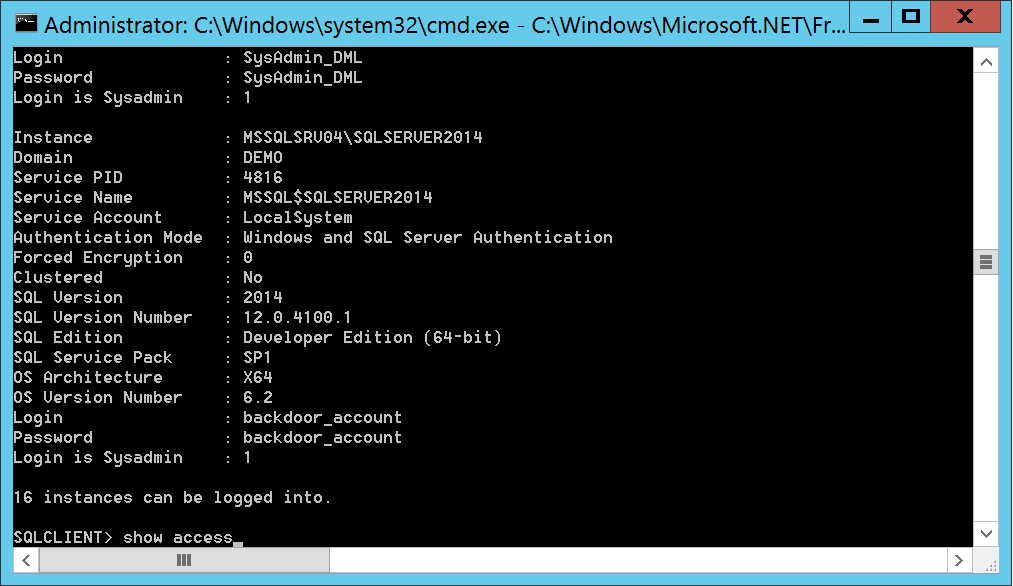 Administrator: C:\Windows\system32\cmd.exe - C:\Windows\Microsoft.NET\Fr...
Login : SysAdmin_DML
Password : SysAdmin_DML
Login is Sysadmin : 1
Instance : MSSQLSRV04\SQLSERVER2014
Domain : DEMO
Service PID : 4816
Service Name : MSSQL$SQLSERVER2014
Service Account : LocalSystem
Authentication Mode : Windows and SQL Server Authentication
Forced Encryption : 0
Clustered : No
SQL Version : 2014
SQL Version Number : 12.0.4100.1
SQL Edition : Developer Edition (64-bit)
SQL Service Pack : SP1
OS Architecture : X64
OS Version Number : 6.2
Login : backdoor_account
Password : backdoor_account
Login is Sysadmin : 1
16 instances can be logged into.
SQLCLIENT> show access_